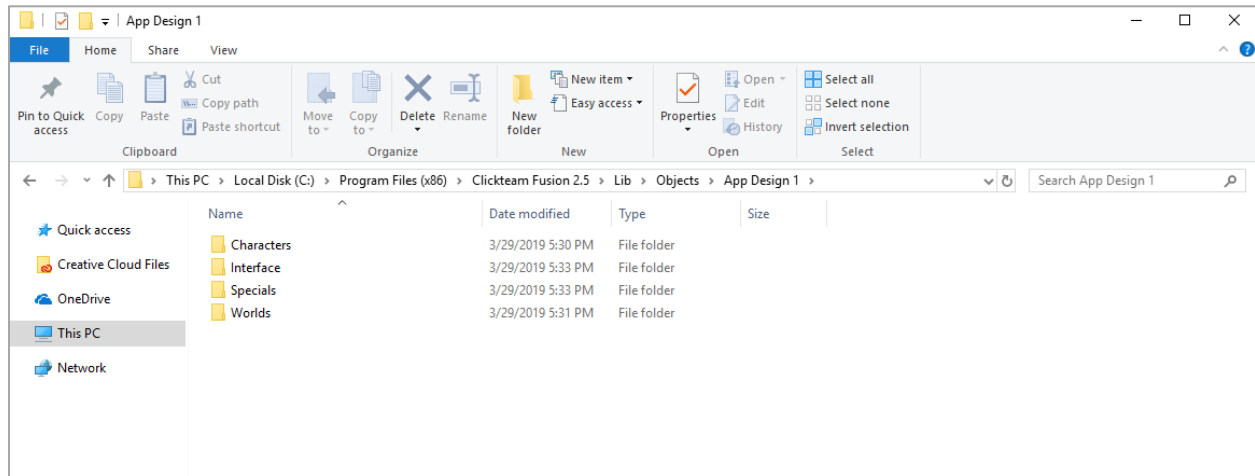 App Design 1
File Home Share View
Pin to Quick access
Copy
Paste
Cut
Copy path
Paste shortcut
Clipboard
Move to
Copy to
Delete
Rename
Organize
New folder
New item
Easy access
New
Properties
Open
Edit
History
Open
Select all
Select none
Invert selection
Select
This PC > Local Disk (C:) > Program Files (x86) > Clickteam Fusion 2.5 > Lib > Objects > App Design 1 >
Search App Design 1
Quick access
Creative Cloud Files
OneDrive
This PC
Network
Name Date modified Type Size
Characters 3/29/2019 5:30 PM File folder
Interface 3/29/2019 5:33 PM File folder
Specials 3/29/2019 5:33 PM File folder
Worlds 3/29/2019 5:31 PM File folder